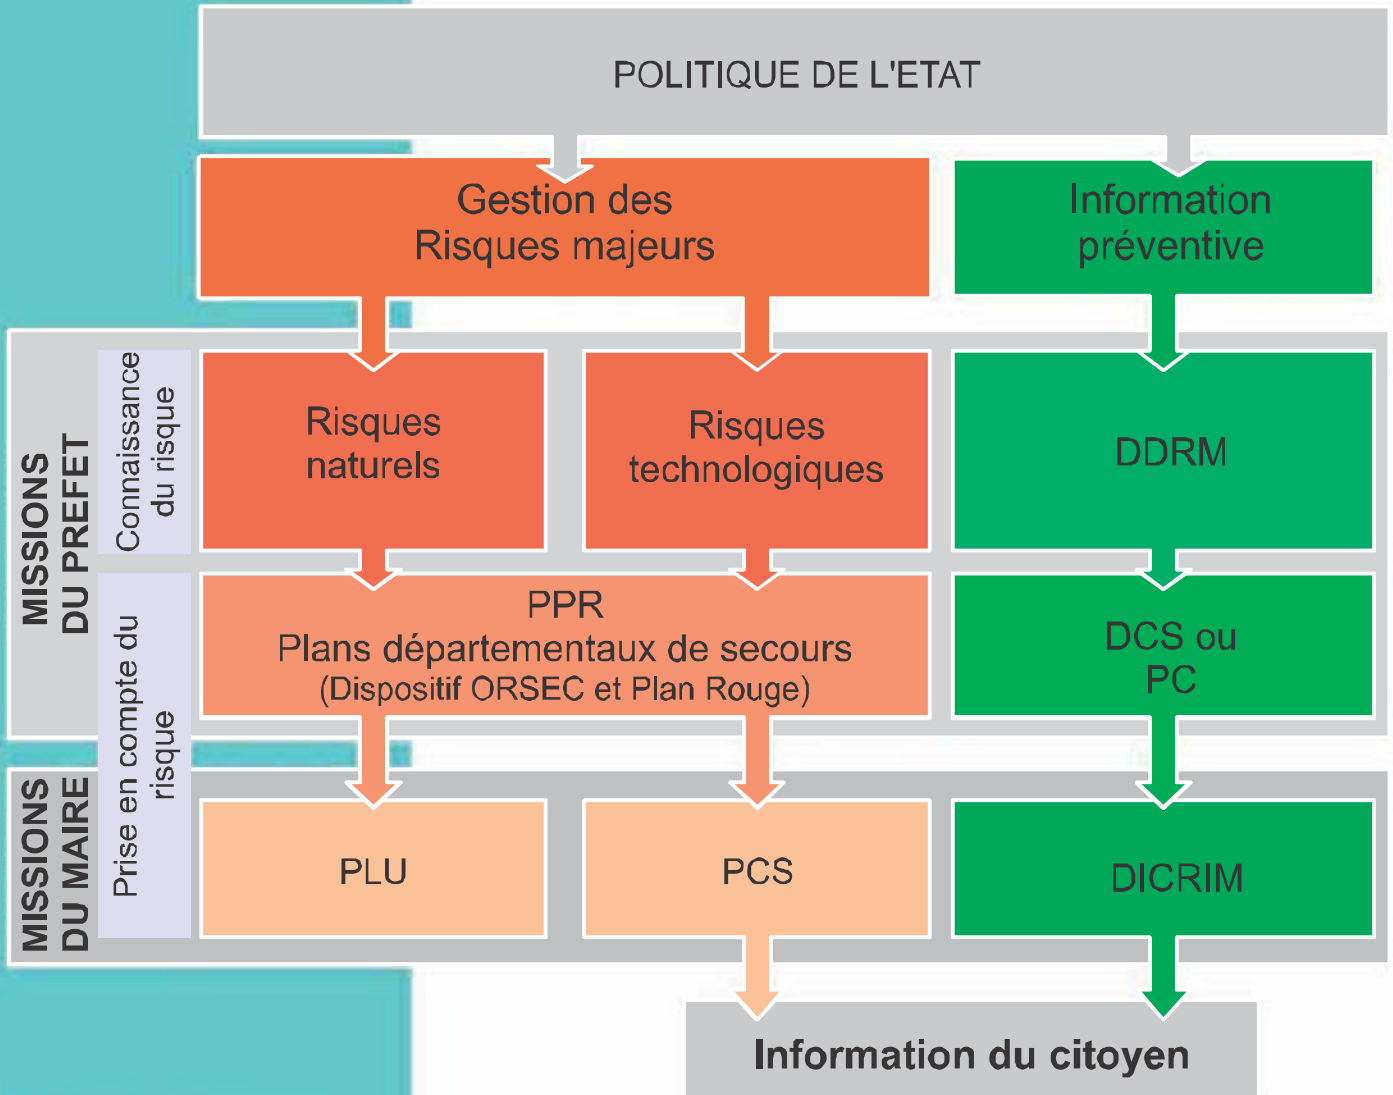 POLITIQUE DE L'ETAT
Gestion des
Risques majeurs
Information
préventive
MISSIONS
DU PREFET
Connaissance
du risque
Risques
naturels
Risques
technologiques
DDRM
Prise en compte du
risque
PPR
Plans départementaux de secours
(Dispositif ORSEC et Plan Rouge)
DCS ou
PC
MISSIONS
DU MAIRE
PLU
PCS
DICRIM
Information du citoyen